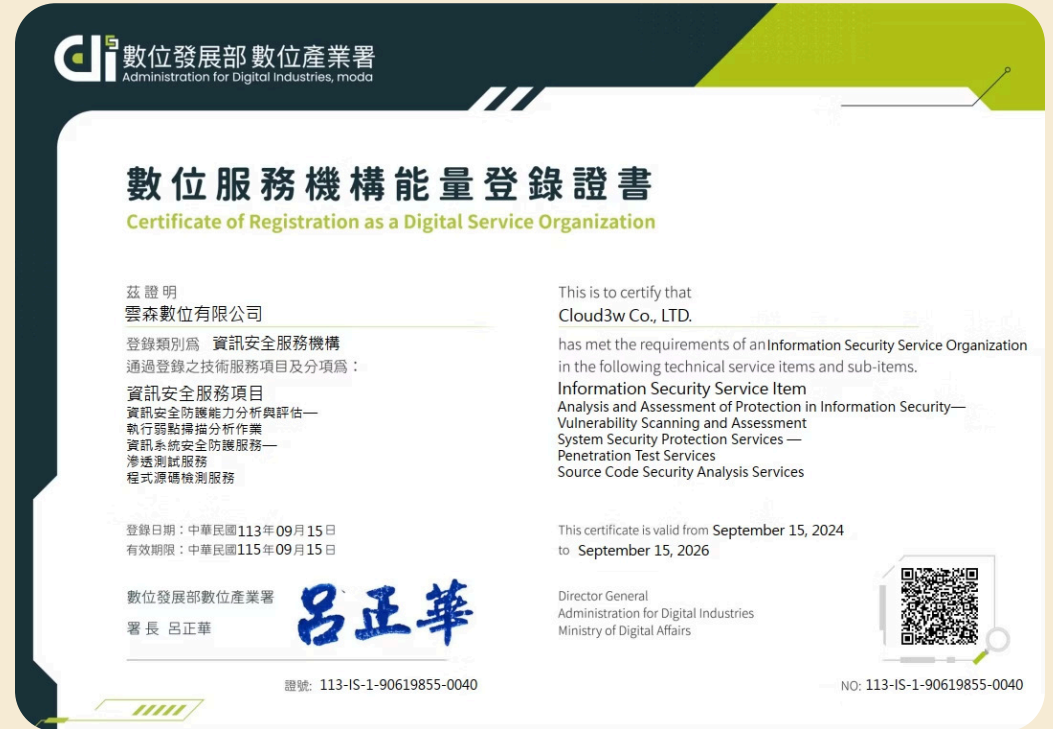 數位發展部 數位產業署
Administration for Digital Industries, moda
數位服務機構能量登錄證書
Certificate of Registration as a Digital Service Organization
茲證明
雲森數位有限公司
登錄類別為 資訊安全服務機構
通過登錄之技術服務項目及分項為：
資訊安全服務項目
資訊安全防護能力分析與評估—
執行弱點掃描分析作業
資訊系統安全防護服務—
滲透測試服務
程式源碼檢測服務
登錄日期：中華民國113年09月15日
有效期限：中華民國115年09月15日
數位發展部數位產業署
署長 呂正華
呂正華
證號: 113-IS-1-90619855-0040
This is to certify that
Cloud3w Co., LTD.
has met the requirements of an Information Security Service Organization
in the following technical service items and sub-items.
Information Security Service Item
Analysis and Assessment of Protection in Information Security—
Vulnerability Scanning and Assessment
System Security Protection Services —
Penetration Test Services
Source Code Security Analysis Services
This certificate is valid from September 15, 2024
to September 15, 2026
Director General
Administration for Digital Industries
Ministry of Digital Affairs
NO: 113-IS-1-90619855-0040